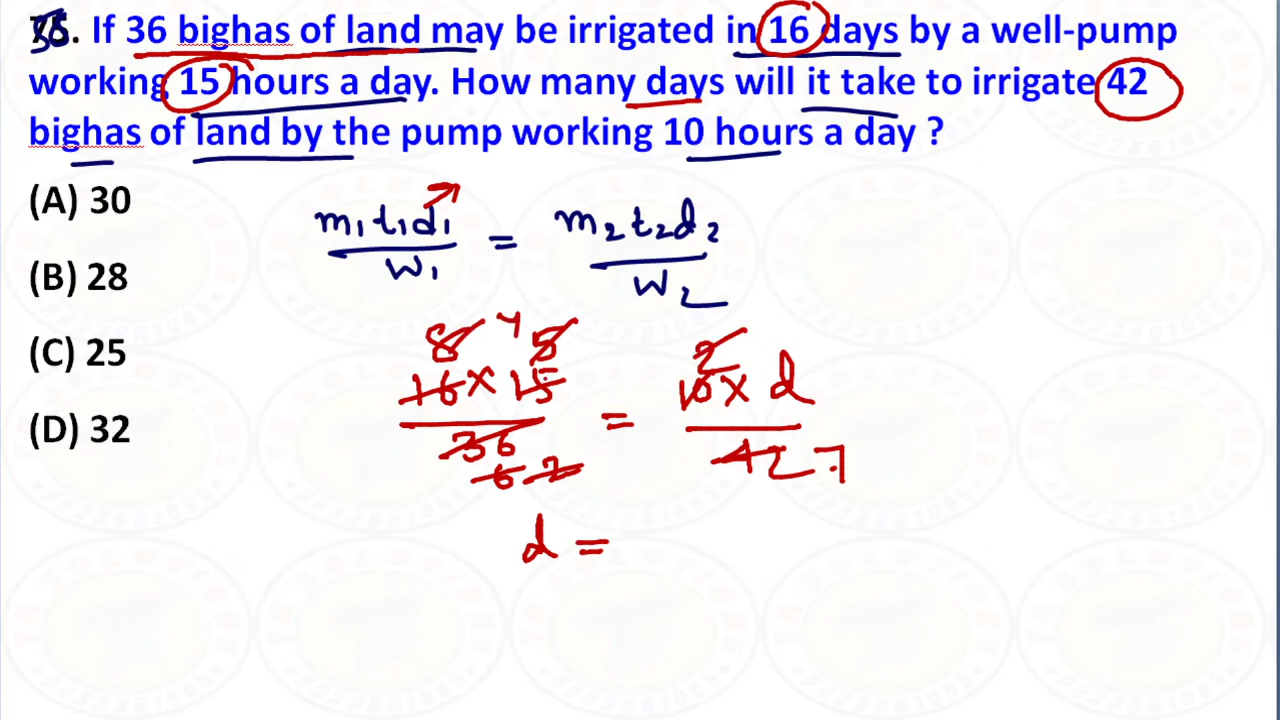 35. If 36 bighas of land may be irrigated in 16 days by a well-pump
working 15 hours a day. How many days will it take to irrigate 42
bighas of land by the pump working 10 hours a day ?
(A) 30
(B) 28
(C) 25
(D) 32
m₁t₁d₁ = m₂t₂d₂
w₁ w₂
8 4 5 2
16 × 15 = 10 × d
36 42 7
6 2
d =